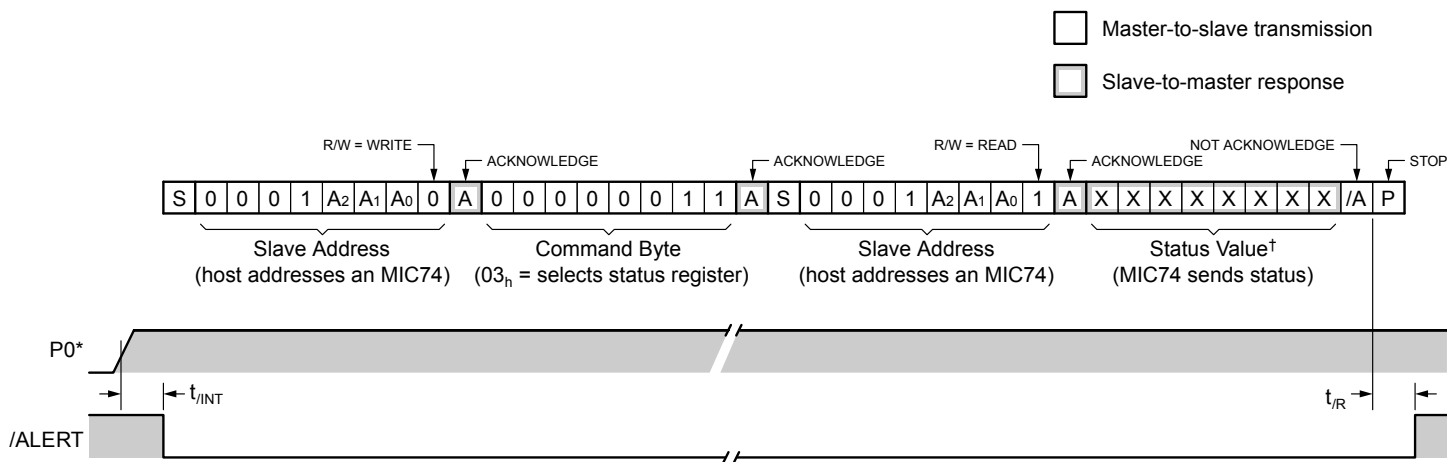 Master-to-slave transmission
Slave-to-master response
R/W = WRITE ACKNOWLEDGE ACKNOWLEDGE R/W = READ ACKNOWLEDGE NOT ACKNOWLEDGE STOP
S 0 0 0 1 A2 A1 A0 0 A 0 0 0 0 0 0 1 1 A S 0 0 0 1 A2 A1 A0 1 A X X X X X X X X /A P
Slave Address Command Byte Slave Address Status Value†
(host addresses an MIC74) (03h = selects status register) (host addresses an MIC74) (MIC74 sends status)
P0*
t/INT t/R
/ALERT